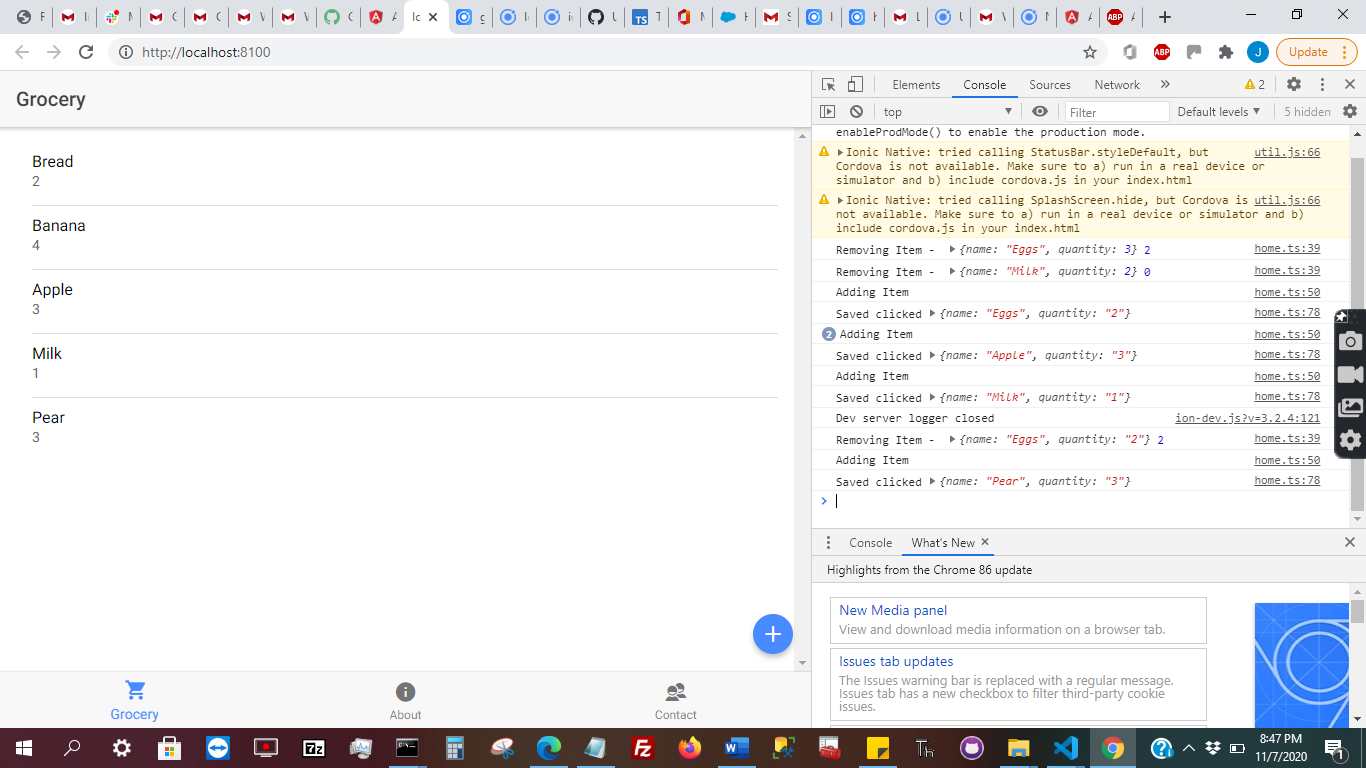 http://localhost:8100
ABP
J
Update
Grocery
Bread
2
Banana
4
Apple
3
Milk
1
Pear
3
Grocery
About
Contact
Elements
Console
Sources
Network
2
top
Filter
Default levels
5 hidden
enableProdMode() to enable the production mode.
Ionic Native: tried calling StatusBar.styleDefault, but util.js:66
Cordova is not available. Make sure to a) run in a real device or
simulator and b) include cordova.js in your index.html
Ionic Native: tried calling SplashScreen.hide, but Cordova is util.js:66
not available. Make sure to a) run in a real device or simulator and b)
include cordova.js in your index.html
Removing Item - {name: "Eggs", quantity: 3} 2 home.ts:39
Removing Item - {name: "Milk", quantity: 2} 0 home.ts:39
Adding Item home.ts:50
Saved clicked {name: "Eggs", quantity: "2"} home.ts:78
2 Adding Item home.ts:50
Saved clicked {name: "Apple", quantity: "3"} home.ts:78
Adding Item home.ts:50
Saved clicked {name: "Milk", quantity: "1"} home.ts:78
Dev server logger closed ion-dev.js?v=3.2.4:121
Removing Item - {name: "Eggs", quantity: "2"} 2 home.ts:39
Adding Item home.ts:50
Saved clicked {name: "Pear", quantity: "3"} home.ts:78
Console
What's New
Highlights from the Chrome 86 update
New Media panel
View and download media information on a browser tab.
Issues tab updates
The Issues warning bar is replaced with a regular message.
Issues tab has a new checkbox to filter third-party cookie
issues.
7z
Fz
Th
8:47 PM
11/7/2020
1